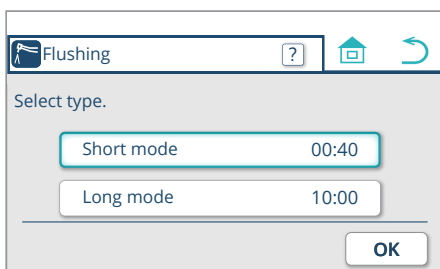 Flushing ?
Select type.
Short mode 00:40
Long mode 10:00
OK